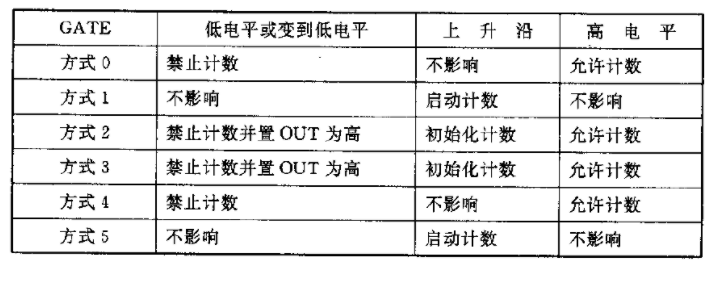 GATE 低电平或变到低电平 上升沿 高电平
方式 0 禁止计数 不影响 允许计数
方式 1 不影响 启动计数 不影响
方式 2 禁止计数并置 OUT 为高 初始化计数 允许计数
方式 3 禁止计数并置 OUT 为高 初始化计数 允许计数
方式 4 禁止计数 不影响 允许计数
方式 5 不影响 启动计数 不影响